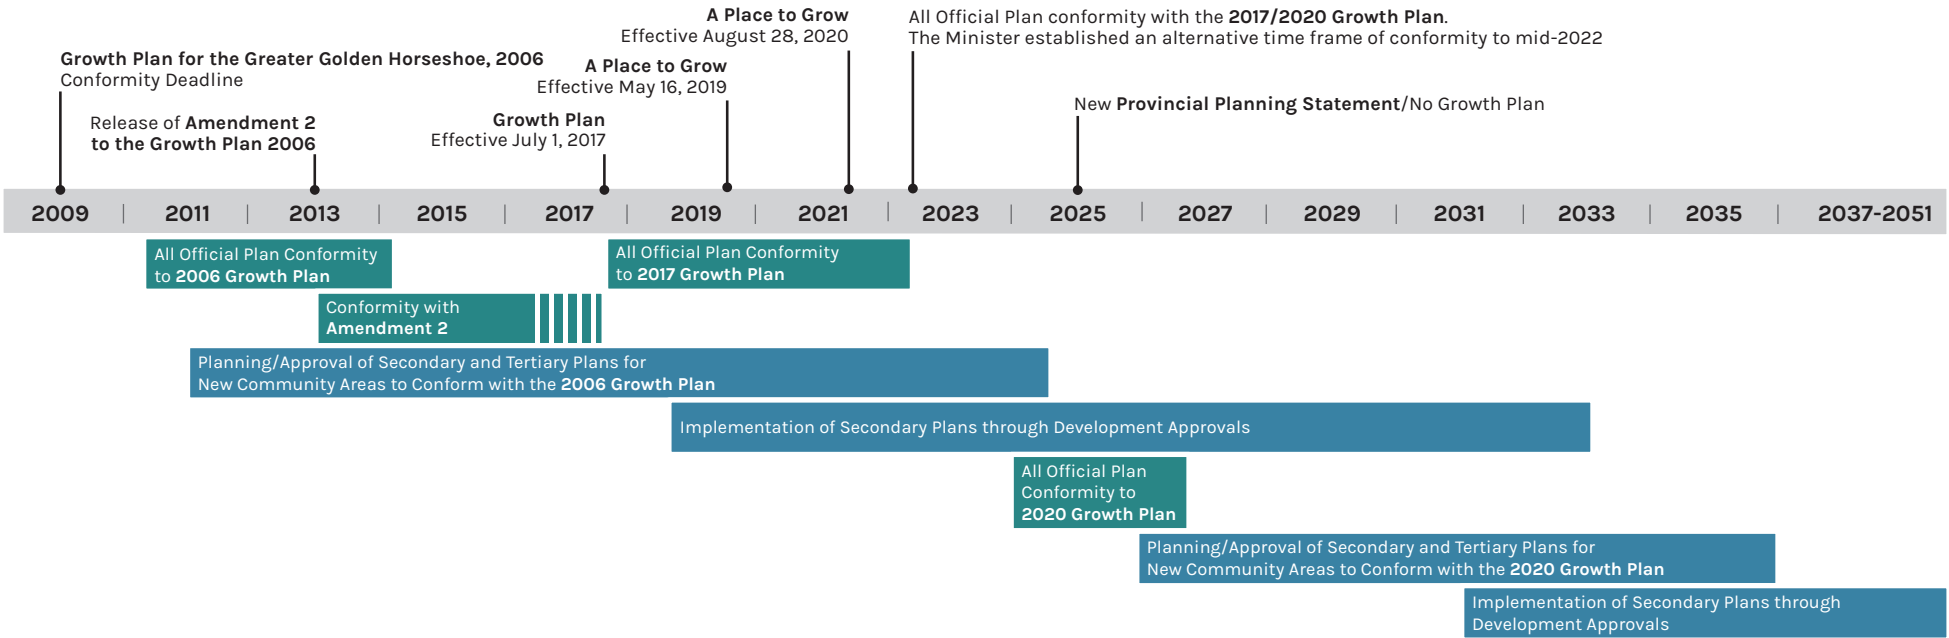 A Place to Grow
Effective August 28, 2020
All Official Plan conformity with the 2017/2020 Growth Plan.
The Minister established an alternative time frame of conformity to mid-2022
Growth Plan for the Greater Golden Horseshoe, 2006
Conformity Deadline
A Place to Grow
Effective May 16, 2019
New Provincial Planning Statement/No Growth Plan
Release of Amendment 2
to the Growth Plan 2006
Growth Plan
Effective July 1, 2017
2009 | 2011 | 2013 | 2015 | 2017 | 2019 | 2021 | 2023 | 2025 | 2027 | 2029 | 2031 | 2033 | 2035 | 2037-2051
All Official Plan Conformity
to 2006 Growth Plan
All Official Plan Conformity
to 2017 Growth Plan
Conformity with
Amendment 2
Planning/Approval of Secondary and Tertiary Plans for
New Community Areas to Conform with the 2006 Growth Plan
Implementation of Secondary Plans through Development Approvals
All Official Plan
Conformity to
2020 Growth Plan
Planning/Approval of Secondary and Tertiary Plans for
New Community Areas to Conform with the 2020 Growth Plan
Implementation of Secondary Plans through
Development Approvals